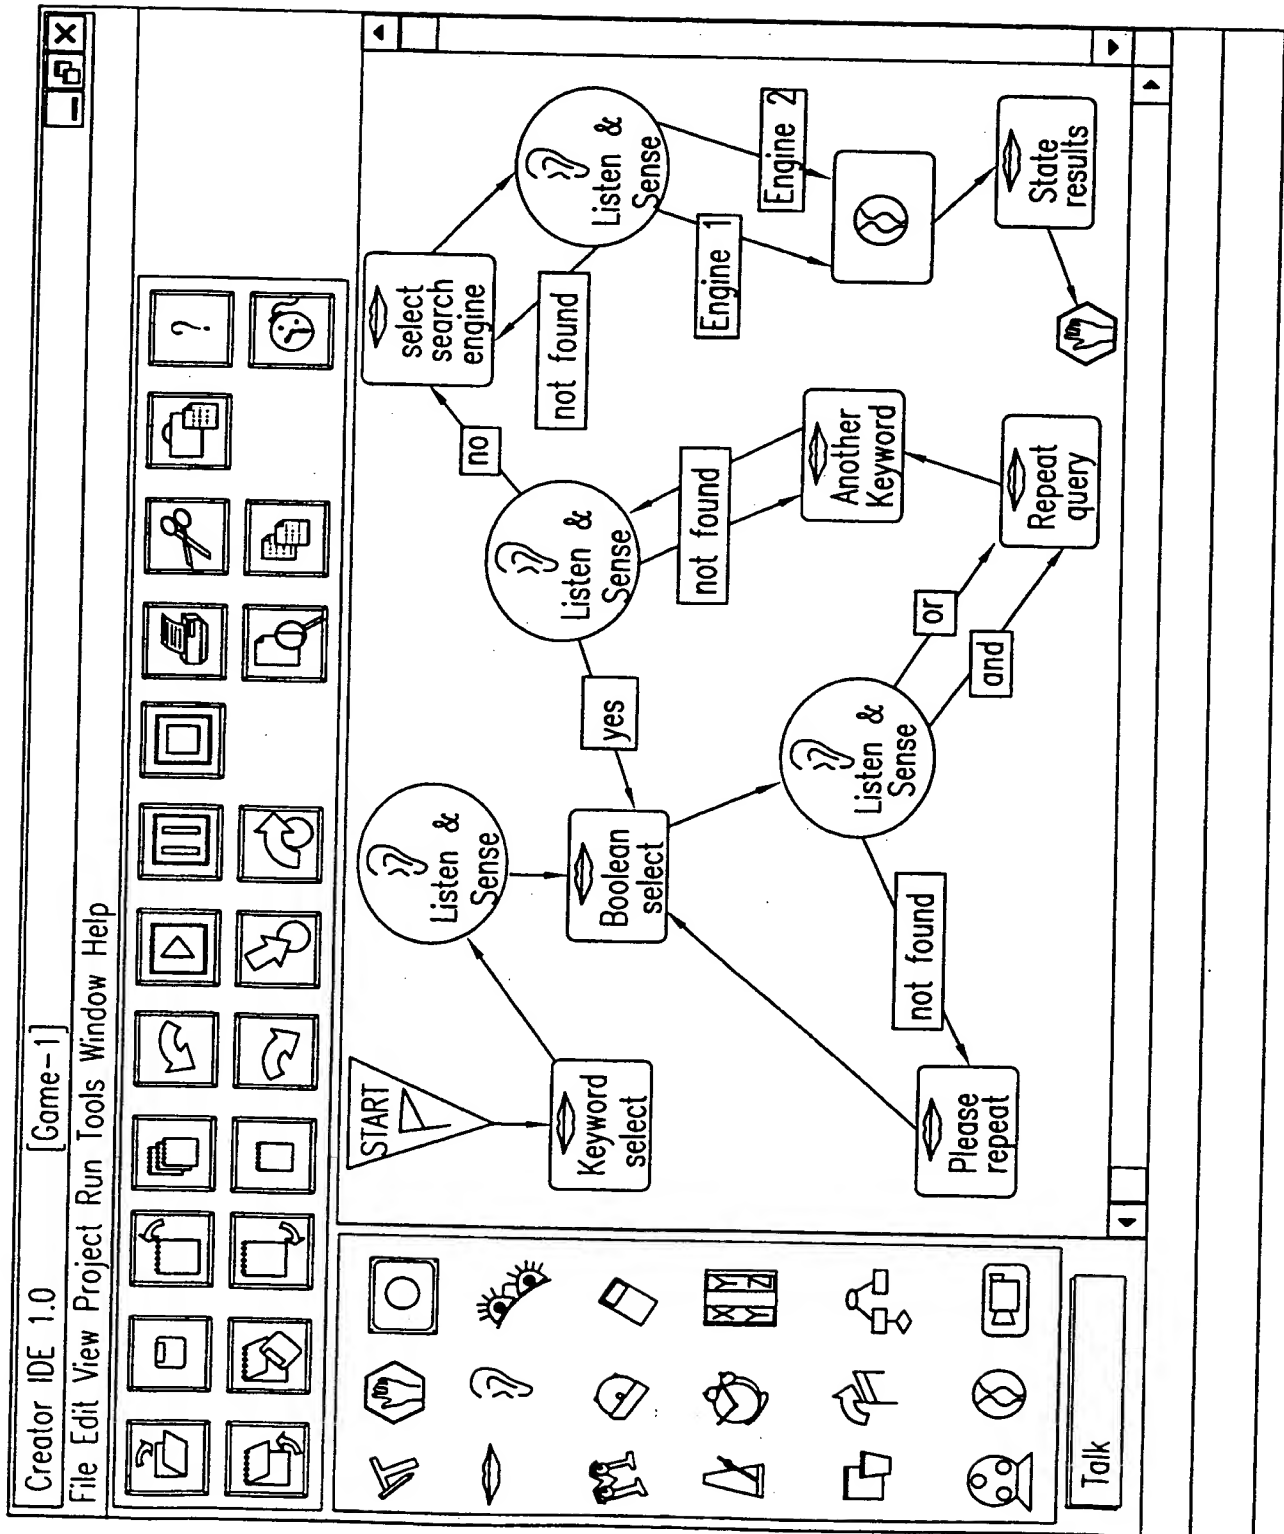 Creator IDE 1.0 [Game-1]
File Edit View Project Run Tools Window Help
?
X Y
Y Z
Talk
START
Keyword
select
Listen &
Sense
Boolean
select
yes
Listen &
Sense
no
select
search
engine
not found
Listen &
Sense
Engine 1
Engine 2
State
results
not found
Another
Keyword
Repeat
query
or
and
Listen &
Sense
not found
Please
repeat